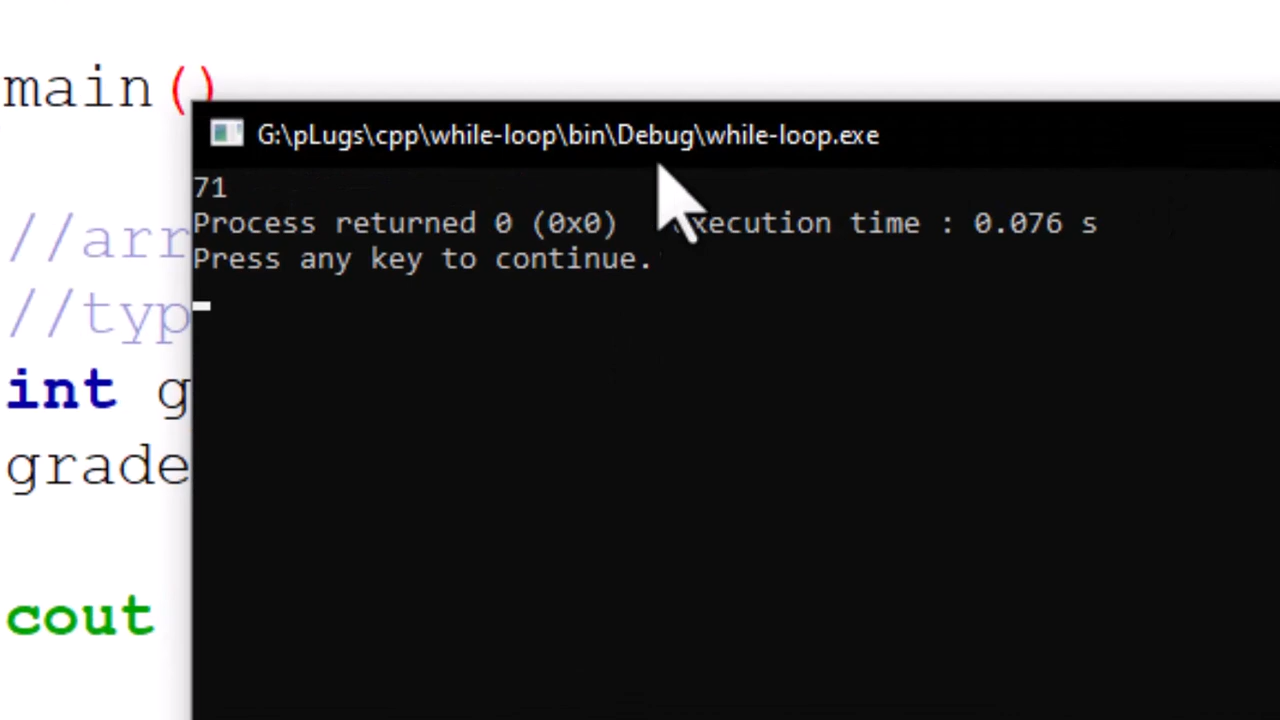 main()
G:\pLugs\cpp\while-loop\bin\Debug\while-loop.exe
71
//arr
Process returned 0 (0x0) execution time : 0.076 s
Press any key to continue.
//typ
int g
grade
cout